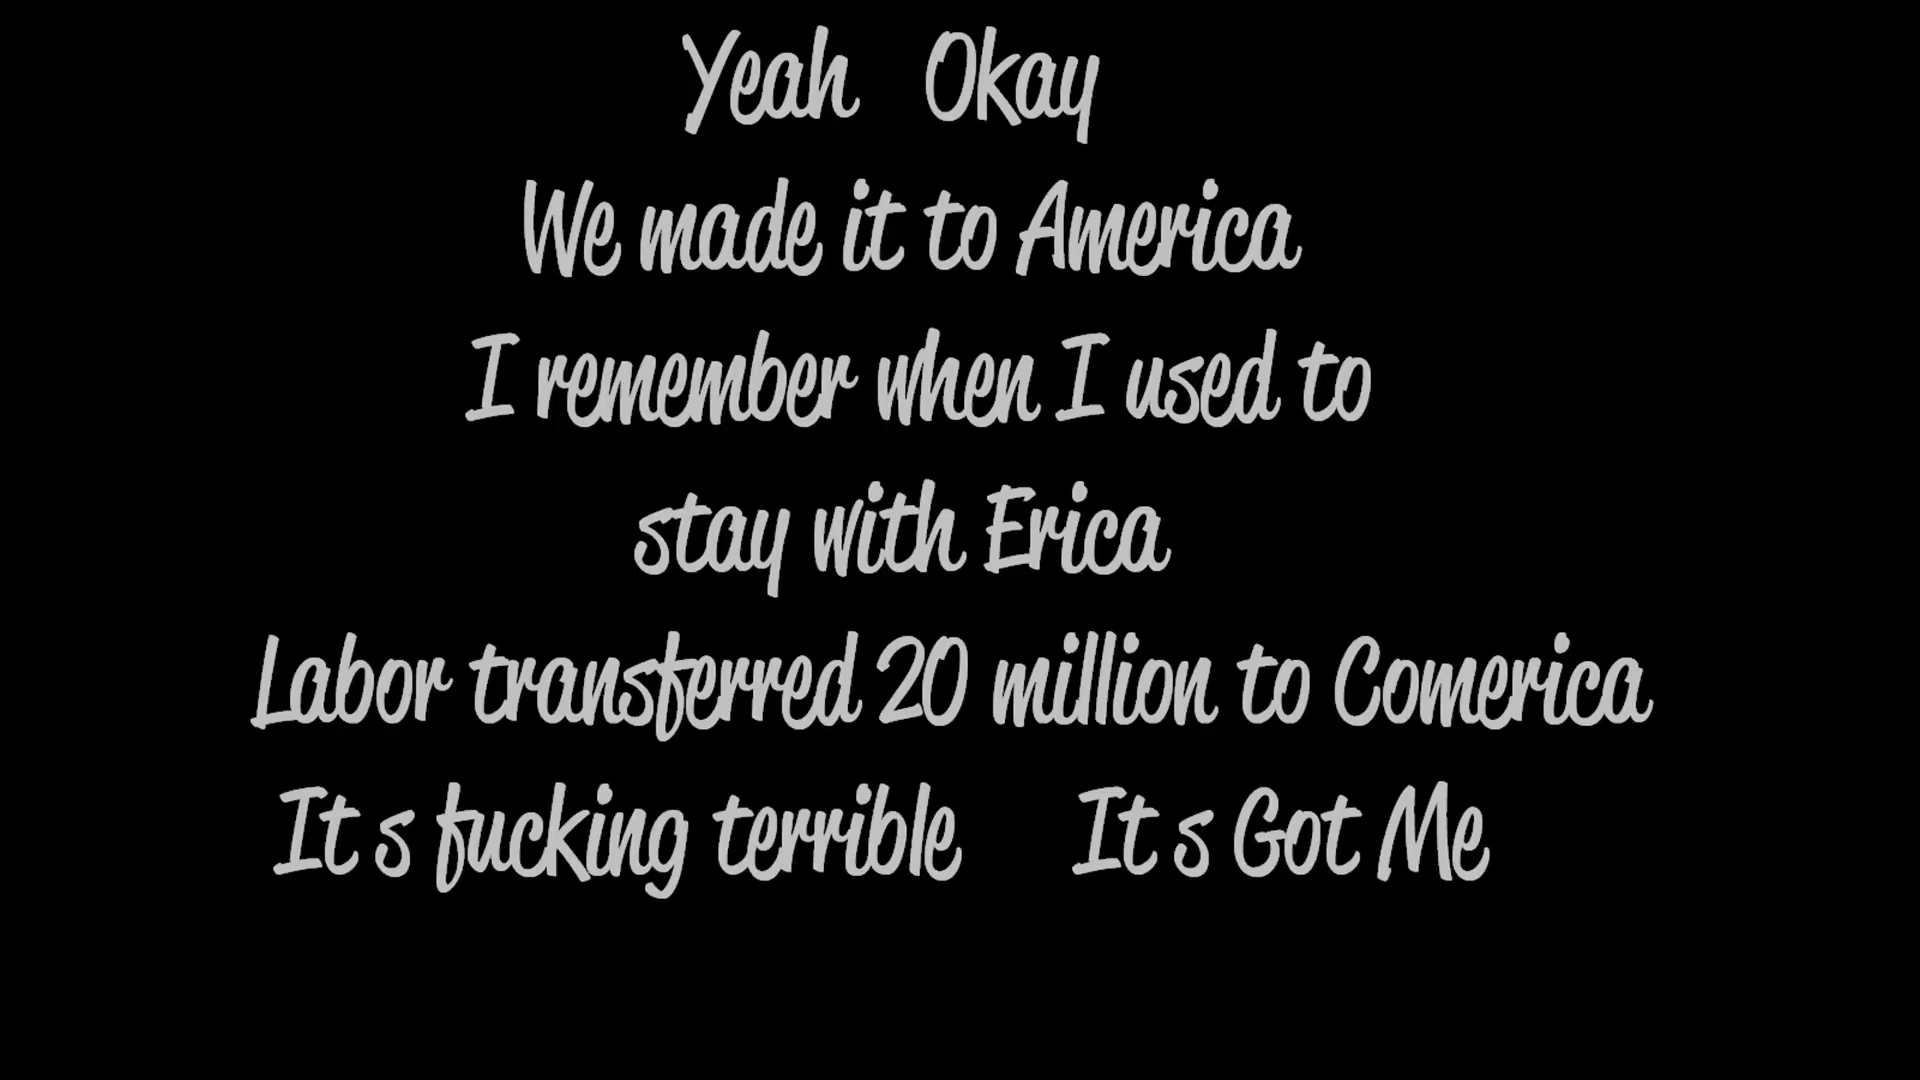 Yeah Okay
We made it to America
I remember when I used to
stay with Erica
Labor transferred 20 million to Comerica
It s fucking terrible It s Got Me